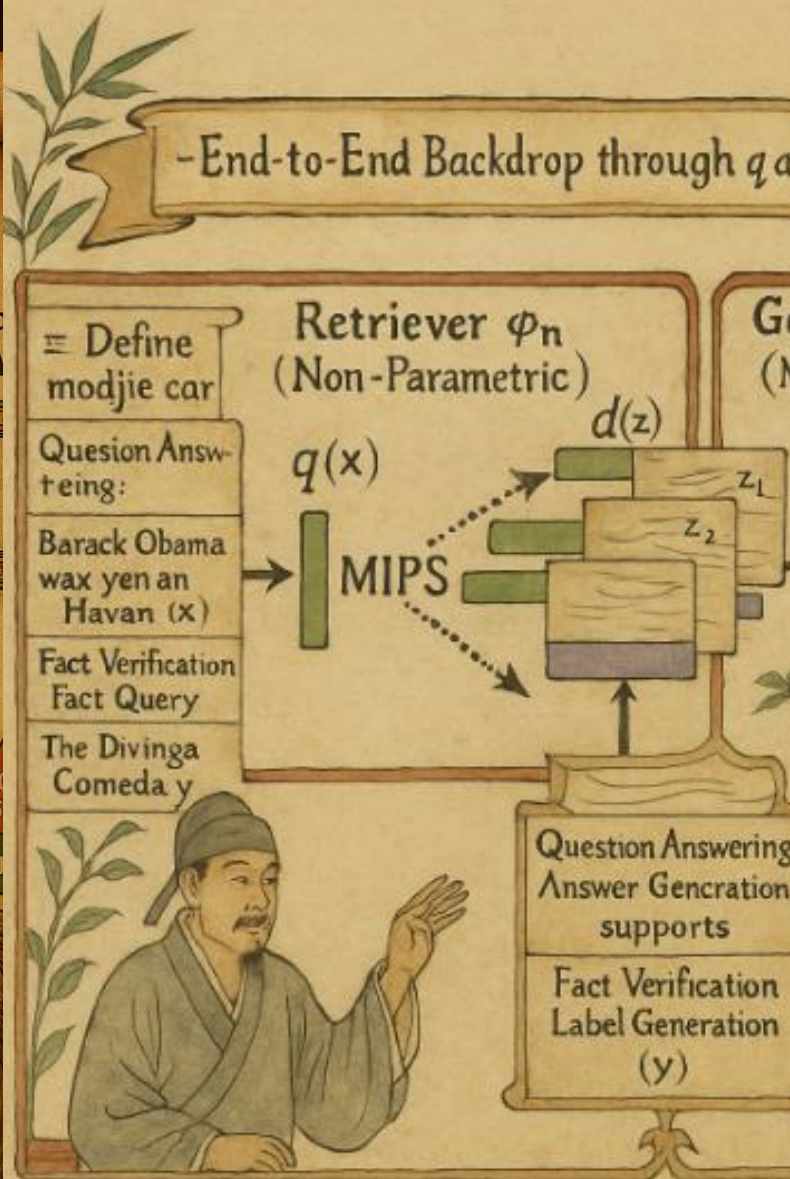 -End-to-End Backdrop through q a
Ξ Define
modjie car
Quesion Answ-
teing:
Barack Obama
wax yen an
Havan (x)
Fact Verification
Fact Query
The Divinga
Comeda y
Retriever φn
(Non-Parametric)
q(x)
MIPS
d(z)
z1
z2
Question Answering
Answer Gencration
supports
Fact Verification
Label Generation
(y)